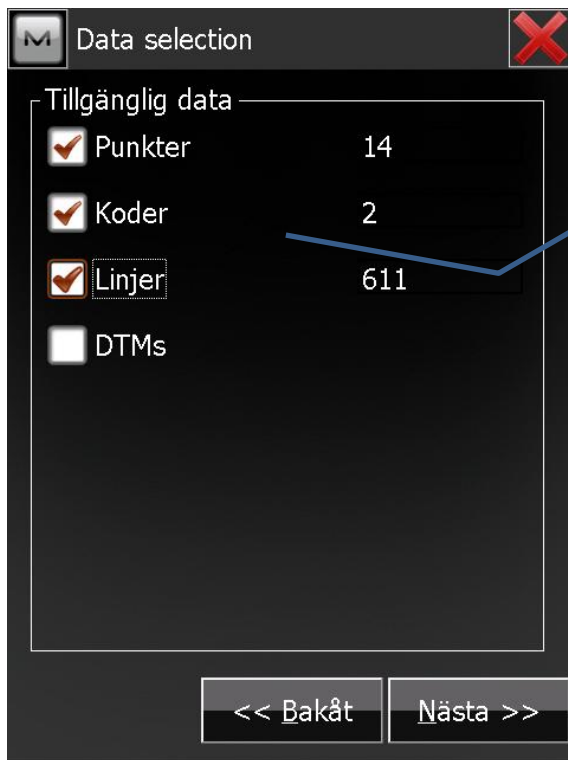 Data selection
Tillgänglig data
Punkter 14
Koder 2
Linjer 611
DTMs
<< Bakåt Nästa >>